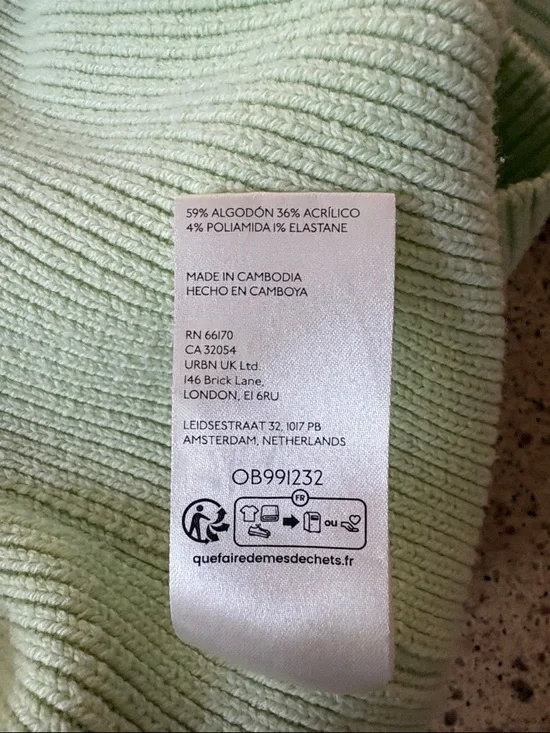 59% ALGODÓN 36% ACRÍLICO
4% POLIAMIDA 1% ELASTANE
MADE IN CAMBODIA
HECHO EN CAMBOYA
RN 66170
CA 32054
URBN UK Ltd.
146 Brick Lane,
LONDON, E1 6RU
LEIDSESTRAAT 32, 1017 PB
AMSTERDAM, NETHERLANDS
OB991232
FR
ou
quefairedemesdechets.fr